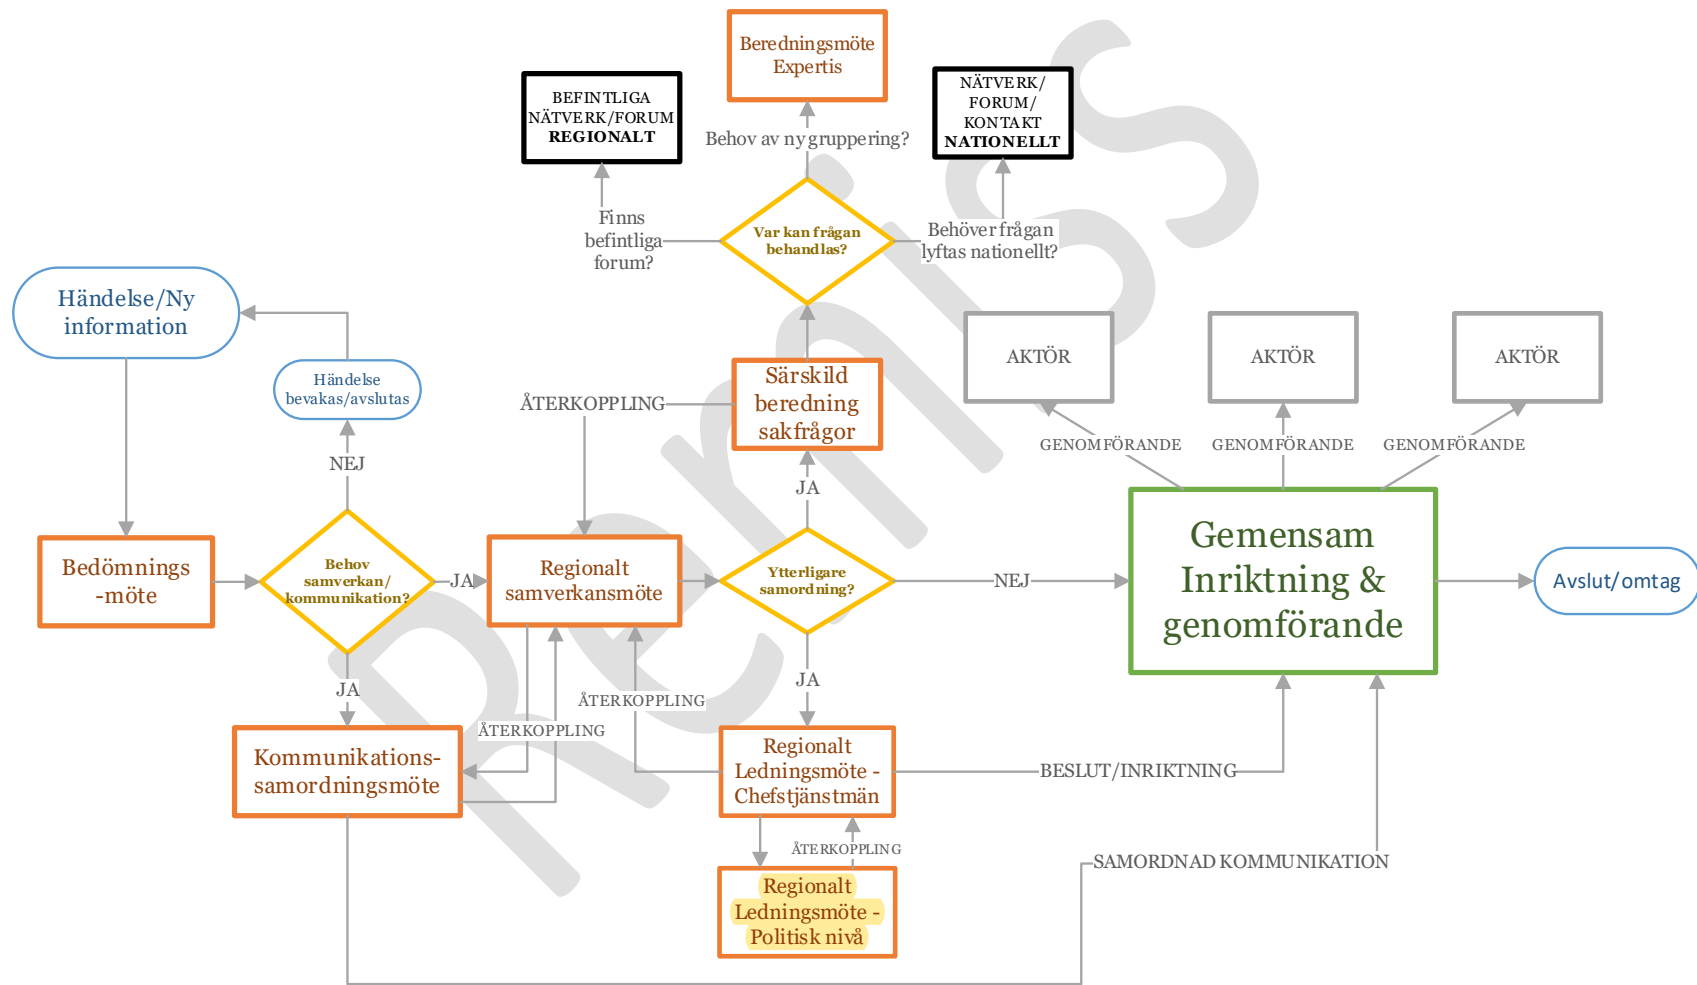 Beredningsmöte
Expertis
BEFINTLIGA
NÄTVERK/FORUM
REGIONALT
NÄTVERK/
FORUM/
KONTAKT
NATIONELLT
Behov av ny gruppering?
Finns
befintliga
forum?
Var kan frågan
behandlas?
Behöver frågan
lyftas nationellt?
Händelse/Ny
information
Händelse
bevakas/avslutas
NEJ
ÅTERKOPPLING
Särskild
beredning
sakfrågor
JA
AKTÖR
AKTÖR
AKTÖR
GENOMFÖRANDE
GENOMFÖRANDE
GENOMFÖRANDE
Bedömnings
-möte
Behov
samverkan/
kommunikation?
JA
Regionalt
samverkansmöte
Ytterligare
samordning?
NEJ
Gemensam
Inriktning &
genomförande
Avslut/omtag
JA
ÅTERKOPPLING
ÅTERKOPPLING
JA
Kommunikations-
samordningsmöte
Regionalt
Ledningsmöte -
Chefstjänstmän
BESLUT/INRIKTNING
ÅTERKOPPLING
SAMORDNAD KOMMUNIKATION
Regionalt
Ledningsmöte -
Politisk nivå
Remiss